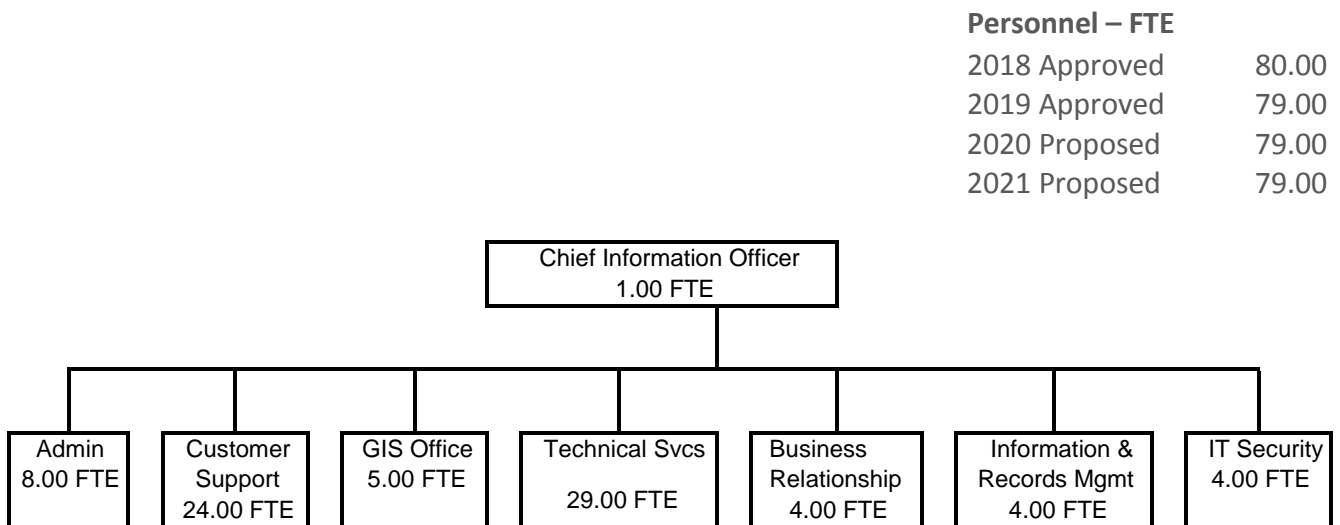 Personnel – FTE
2018 Approved 80.00
2019 Approved 79.00
2020 Proposed 79.00
2021 Proposed 79.00
Chief Information Officer
1.00 FTE
Admin
8.00 FTE
Customer
Support
24.00 FTE
GIS Office
5.00 FTE
Technical Svcs
29.00 FTE
Business
Relationship
4.00 FTE
Information &
Records Mgmt
4.00 FTE
IT Security
4.00 FTE